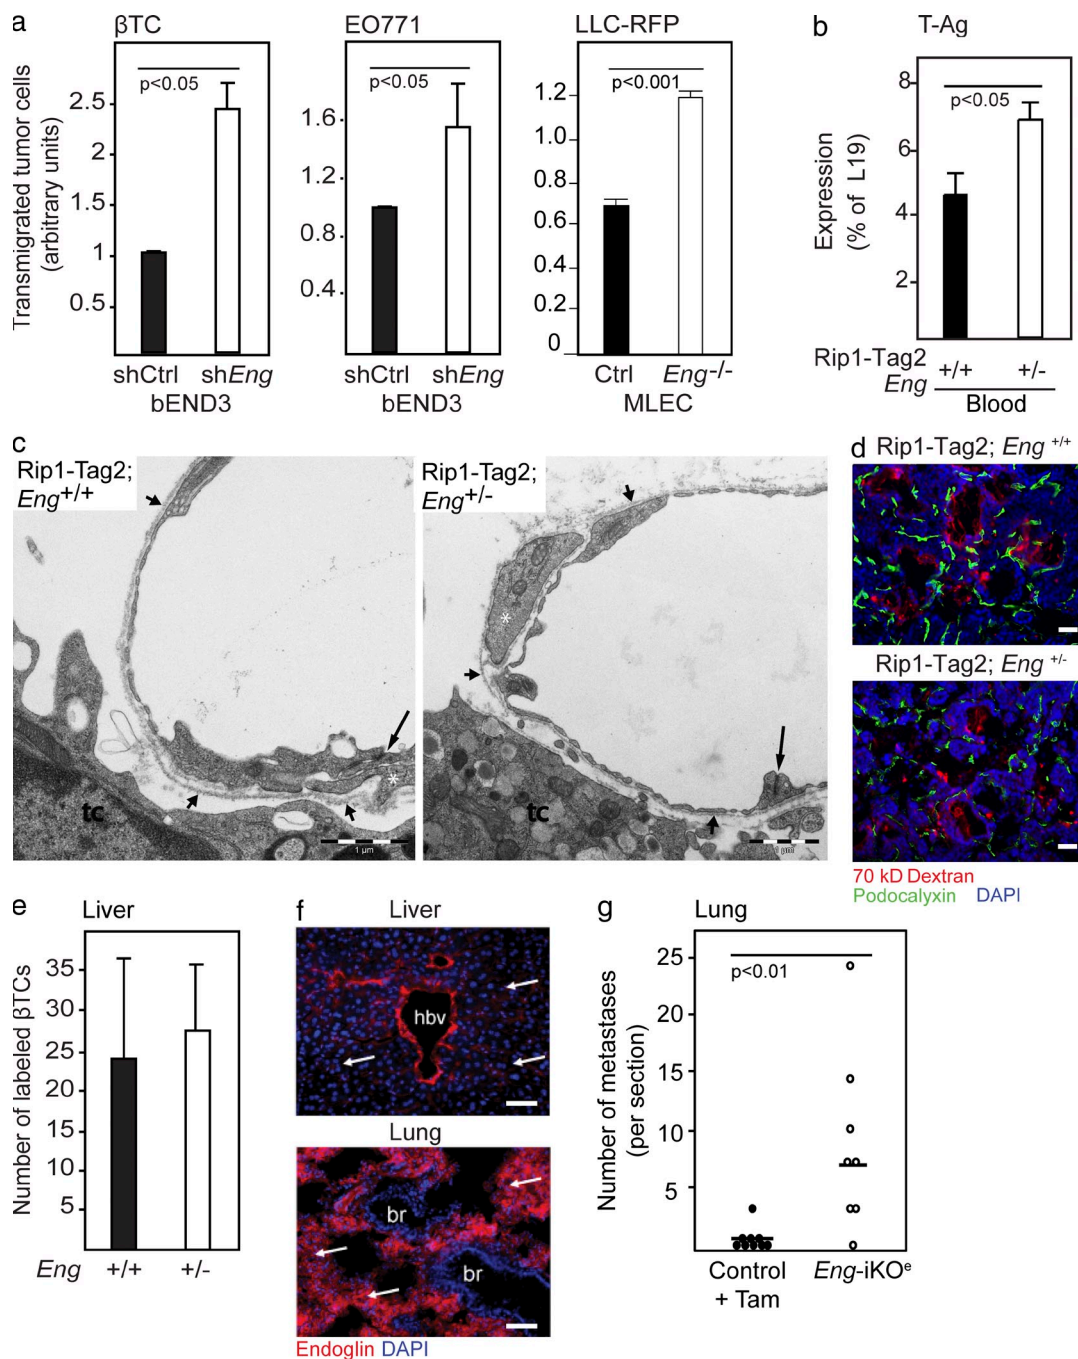 a
βTC
Transmigrated tumor cells
(arbitrary units)
2.5
2
1.5
1
0.5
p<0.05
shCtrl
shEng
bEND3
EO771
1.6
1.2
0.8
0.4
p<0.05
shCtrl
shEng
bEND3
LLC-RFP
1.2
1.0
0.8
0.6
0.4
0.2
0
p<0.001
Ctrl
Eng-/-
MLEC
b
T-Ag
Expression
(% of L19)
8
6
4
2
p<0.05
Rip1-Tag2
Eng
+/+
+/-
Blood
c
Rip1-Tag2;
Eng+/+
*
tc
1 µm
Rip1-Tag2;
Eng+/-
*
tc
1 µm
d
Rip1-Tag2; Eng +/+
Rip1-Tag2; Eng +/-
70 kD Dextran
Podocalyxin DAPI
e
Liver
Number of labeled βTCs
35
30
25
20
15
10
5
Eng +/+ +/-
f
Liver
hbv
Lung
br
br
Endoglin DAPI
g
Lung
Number of metastases
(per section)
25
20
15
10
5
p<0.01
Control
+ Tam
Eng-iKOe